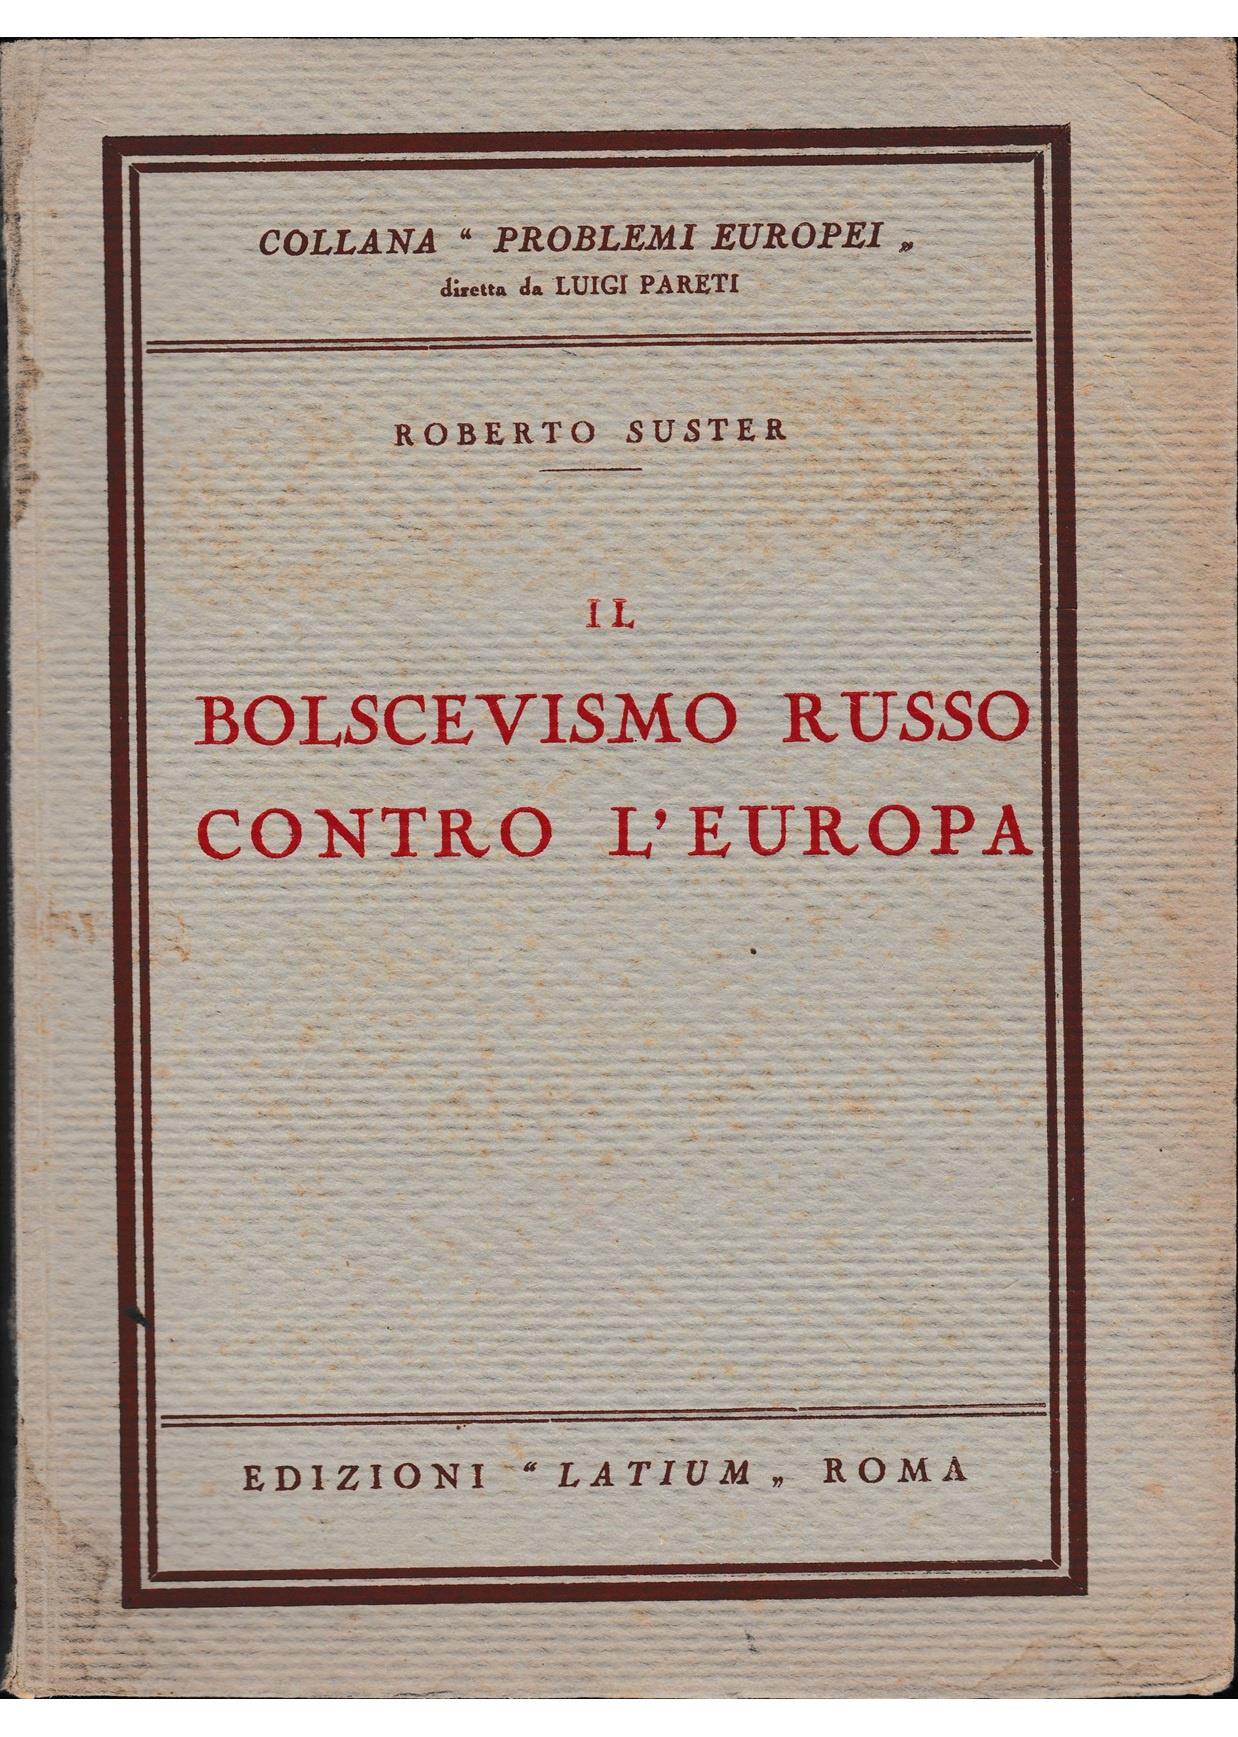 COLLANA “ PROBLEMI EUROPEI „
diretta da LUIGI PARETI
ROBERTO SUSTER
IL
BOLSCEVISMO RUSSO
CONTRO L’EUROPA
EDIZIONI “ LATIUM „ ROMA